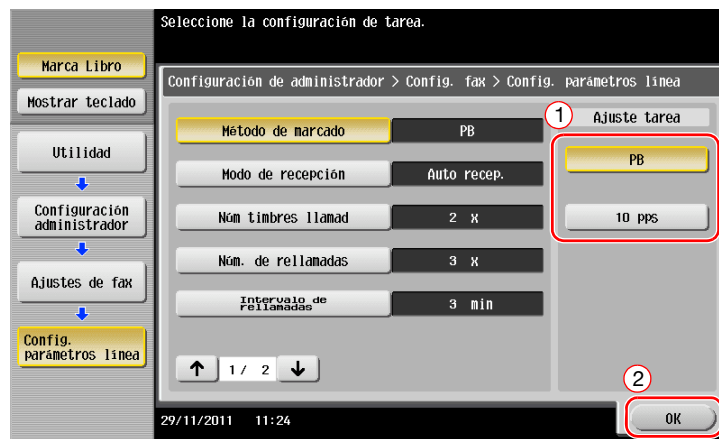 Seleccione la configuración de tarea.
Marca Libro
Mostrar teclado
Utilidad
Configuración
administrador
Ajustes de fax
Config.
parámetros línea
Configuración de administrador > Config. fax > Config. parámetros línea
Método de marcado PB
Modo de recepción Auto recep.
Núm timbres llamad 2 X
Núm. de rellamadas 3 X
Intervalo de
rellamadas 3 min
↑ 1/ 2 ↓
1 Ajuste tarea
PB
10 pps
2
OK
29/11/2011 11:24